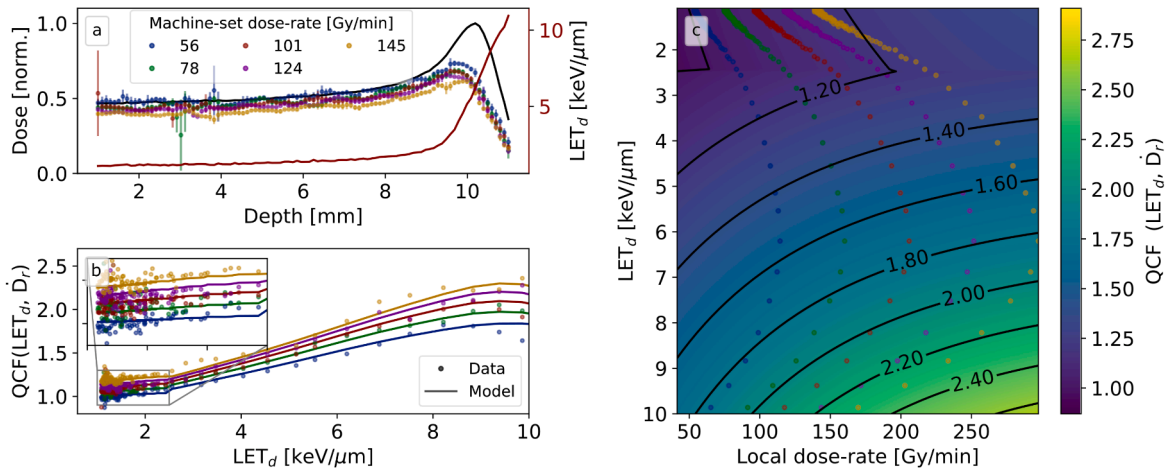 a
Machine-set dose-rate [Gy/min]
56 101 145
78 124
Dose [norm.]
1.0
0.5
0.0
10
5
LET_d [keV/μm]
2 4 6 8 10
Depth [mm]
b
QCF(LET_d, Ḋ_r)
2.5
2.0
1.5
1.0
Data
Model
2 4 6 8 10
LET_d [keV/μm]
c
LET_d [keV/μm]
2
3
4
5
6
7
8
9
10
1.20
1.40
1.60
1.80
2.00
2.20
2.40
50 100 150 200 250
Local dose-rate [Gy/min]
2.75
2.50
2.25
2.00
1.75
1.50
1.25
1.00
QCF (LET_d, Ḋ_r)